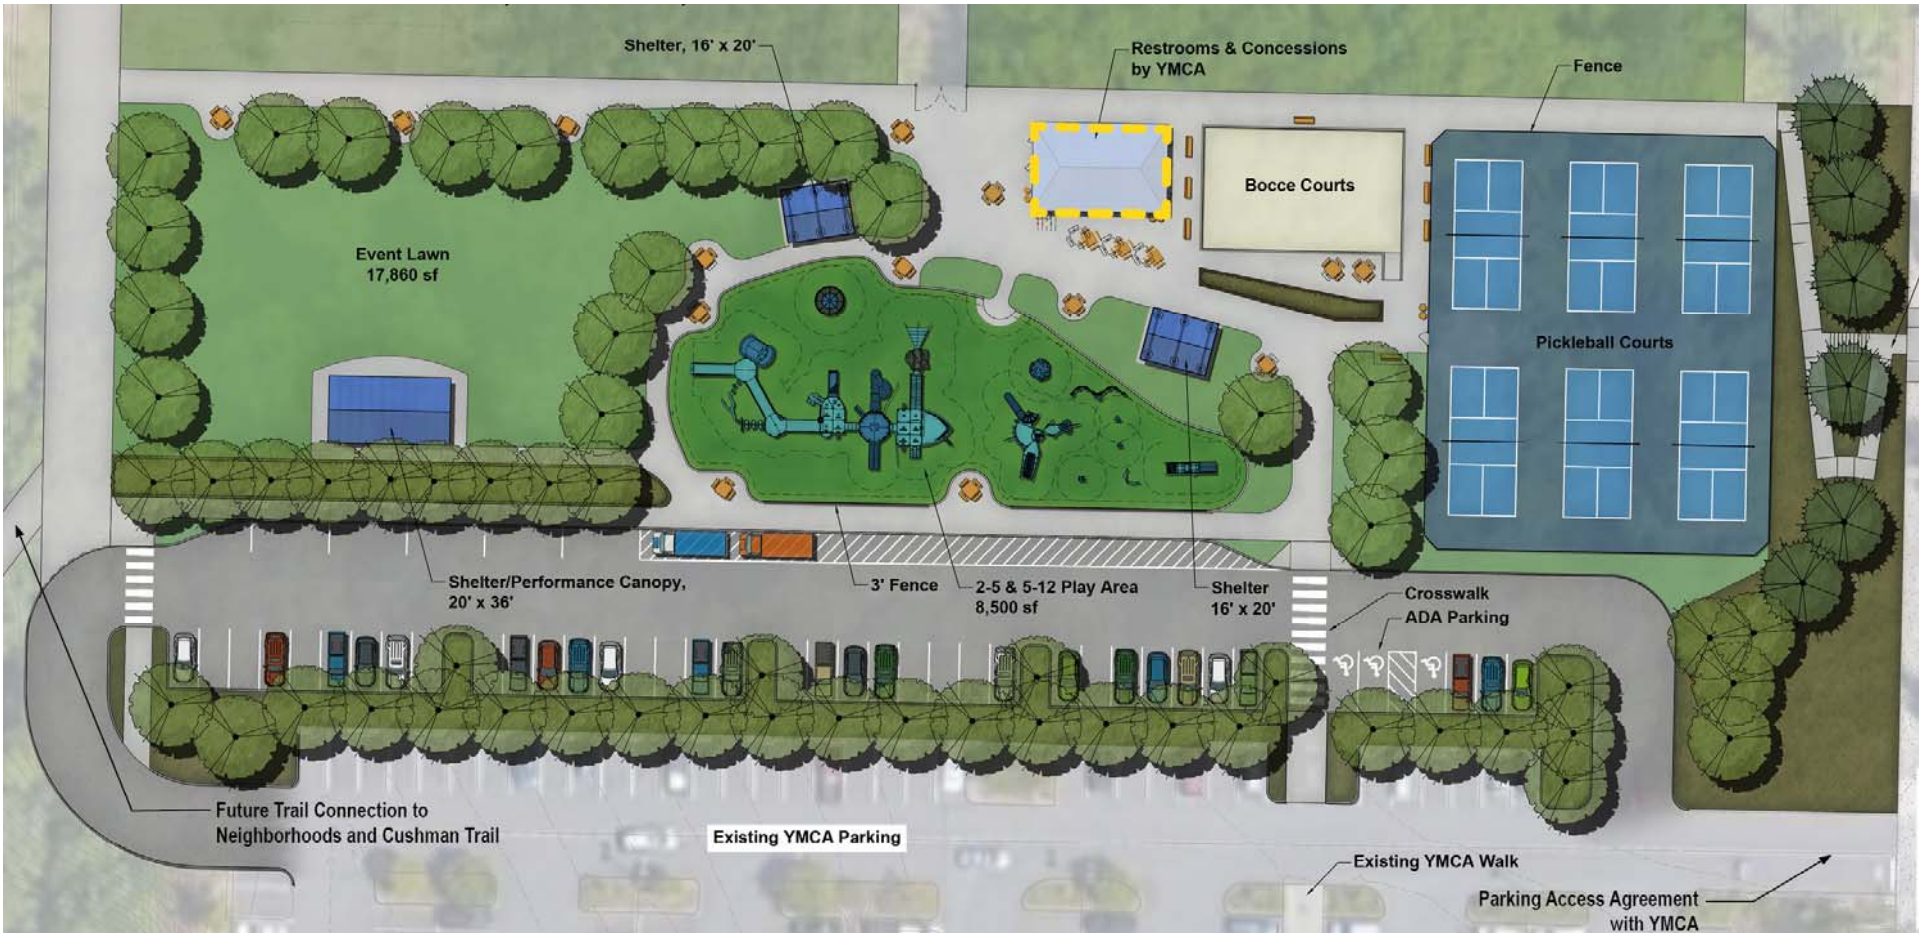 Shelter, 16' x 20'
Restrooms & Concessions
by YMCA
Fence
Bocce Courts
Event Lawn
17,860 sf
Pickleball Courts
Shelter/Performance Canopy,
20' x 36'
3' Fence
2-5 & 5-12 Play Area
8,500 sf
Shelter
16' x 20'
Crosswalk
ADA Parking
Future Trail Connection to
Neighborhoods and Cushman Trail
Existing YMCA Parking
Existing YMCA Walk
Parking Access Agreement
with YMCA